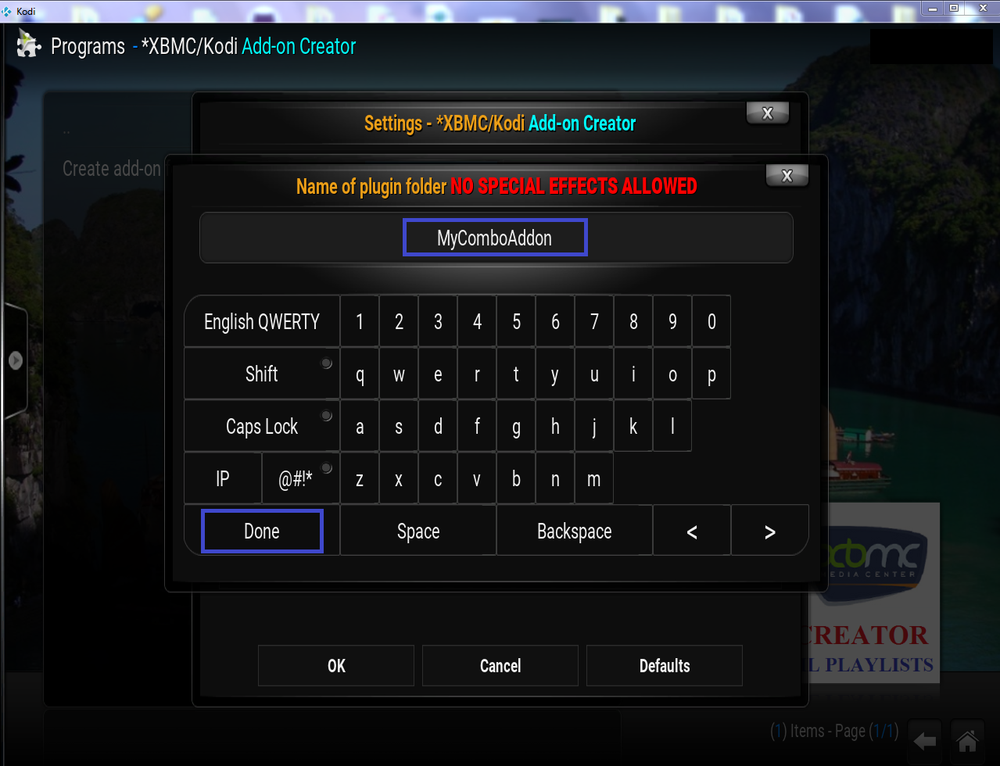 Kodi
Programs - *XBMC/Kodi Add-on Creator
..
Settings - *XBMC/Kodi Add-on Creator
X
Create add-on
Name of plugin folder NO SPECIAL EFFECTS ALLOWED
X
MyComboAddon
English QWERTY 1 2 3 4 5 6 7 8 9 0
Shift q w e r t y u i o p
Caps Lock a s d f g h j k l
IP @#!* z x c v b n m
Done Space Backspace < >
xbmc
MEDIA CENTER
CREATOR
OK Cancel Defaults
PLAYLISTS
(1) Items - Page (1/1)